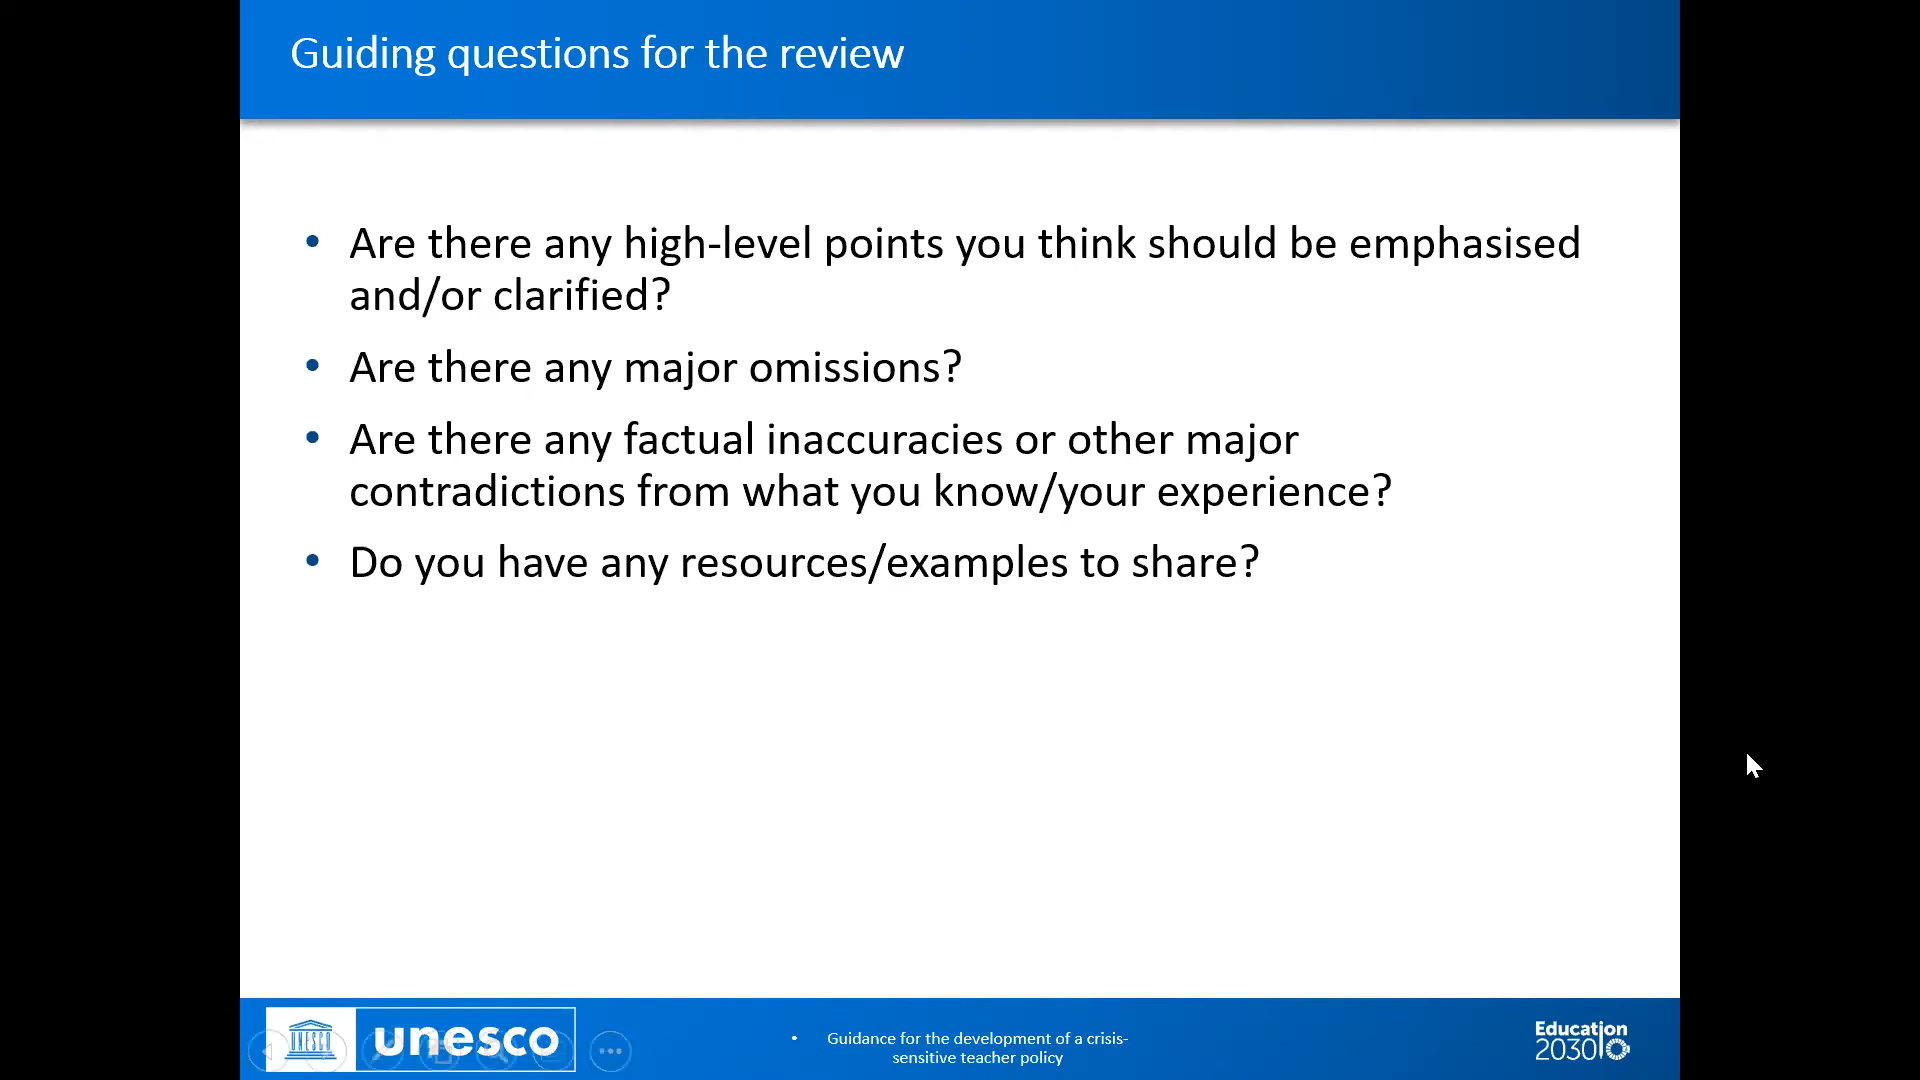 Guiding questions for the review
• Are there any high-level points you think should be emphasised
and/or clarified?
• Are there any major omissions?
• Are there any factual inaccuracies or other major
contradictions from what you know/your experience?
• Do you have any resources/examples to share?
UNESCO
unesco
• Guidance for the development of a crisis-
sensitive teacher policy
Education
2030